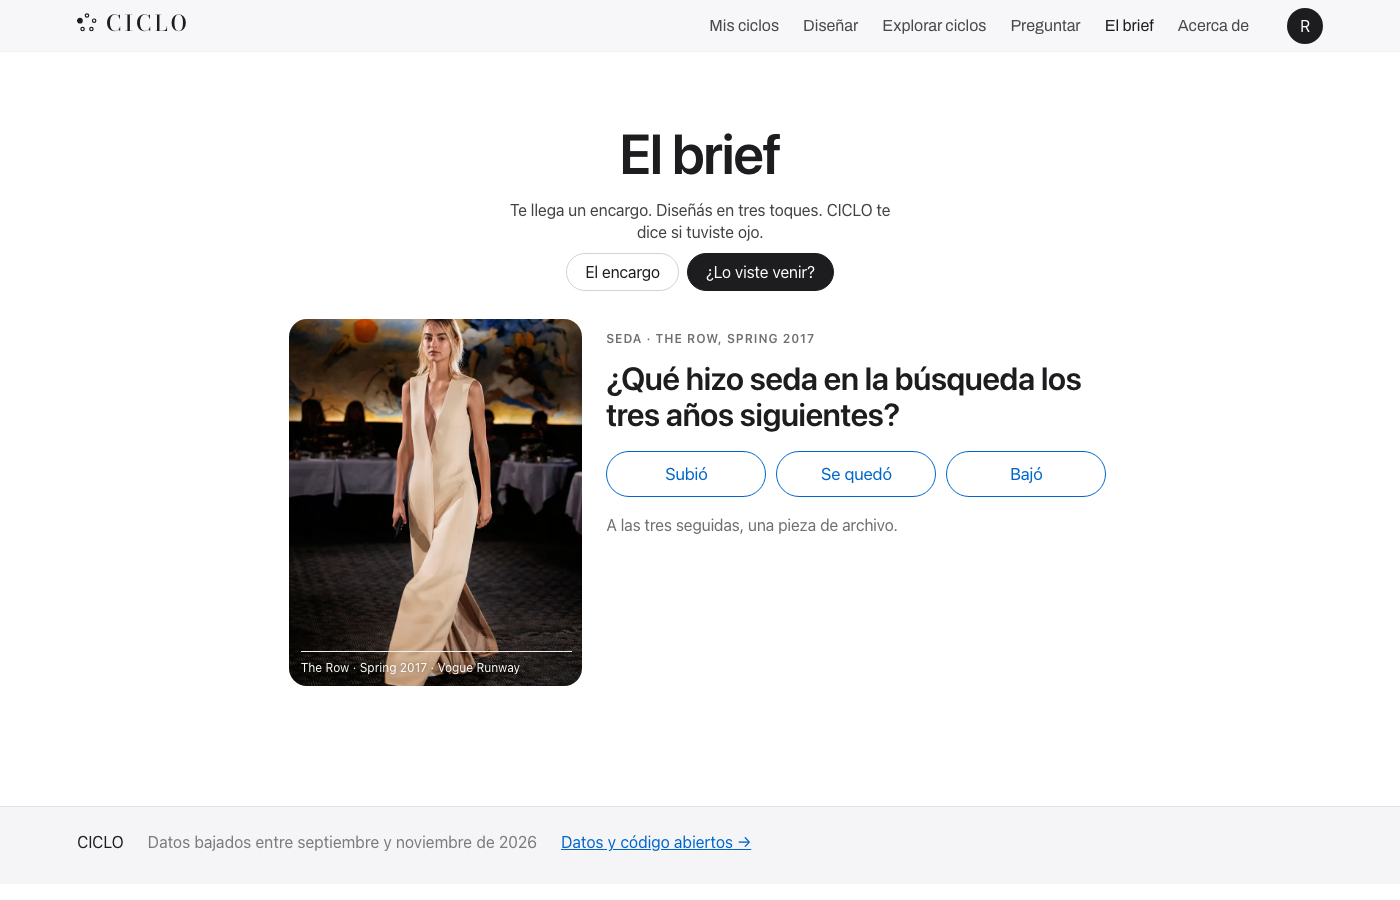 CICLO
Mis ciclos
Diseñar
Explorar ciclos
Preguntar
El brief
Acerca de
R
El brief
Te llega un encargo. Diseñás en tres toques. CICLO te
dice si tuviste ojo.
El encargo
¿Lo viste venir?
SEDA · THE ROW, SPRING 2017
¿Qué hizo seda en la búsqueda los
tres años siguientes?
Subió
Se quedó
Bajó
A las tres seguidas, una pieza de archivo.
The Row · Spring 2017 · Vogue Runway
CICLO
Datos bajados entre septiembre y noviembre de 2026
Datos y código abiertos →